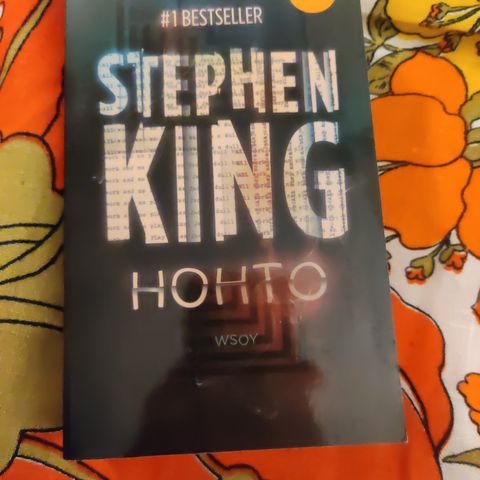 #1 BESTSELLER
STEPHEN
KING
HOHTO
WSOY